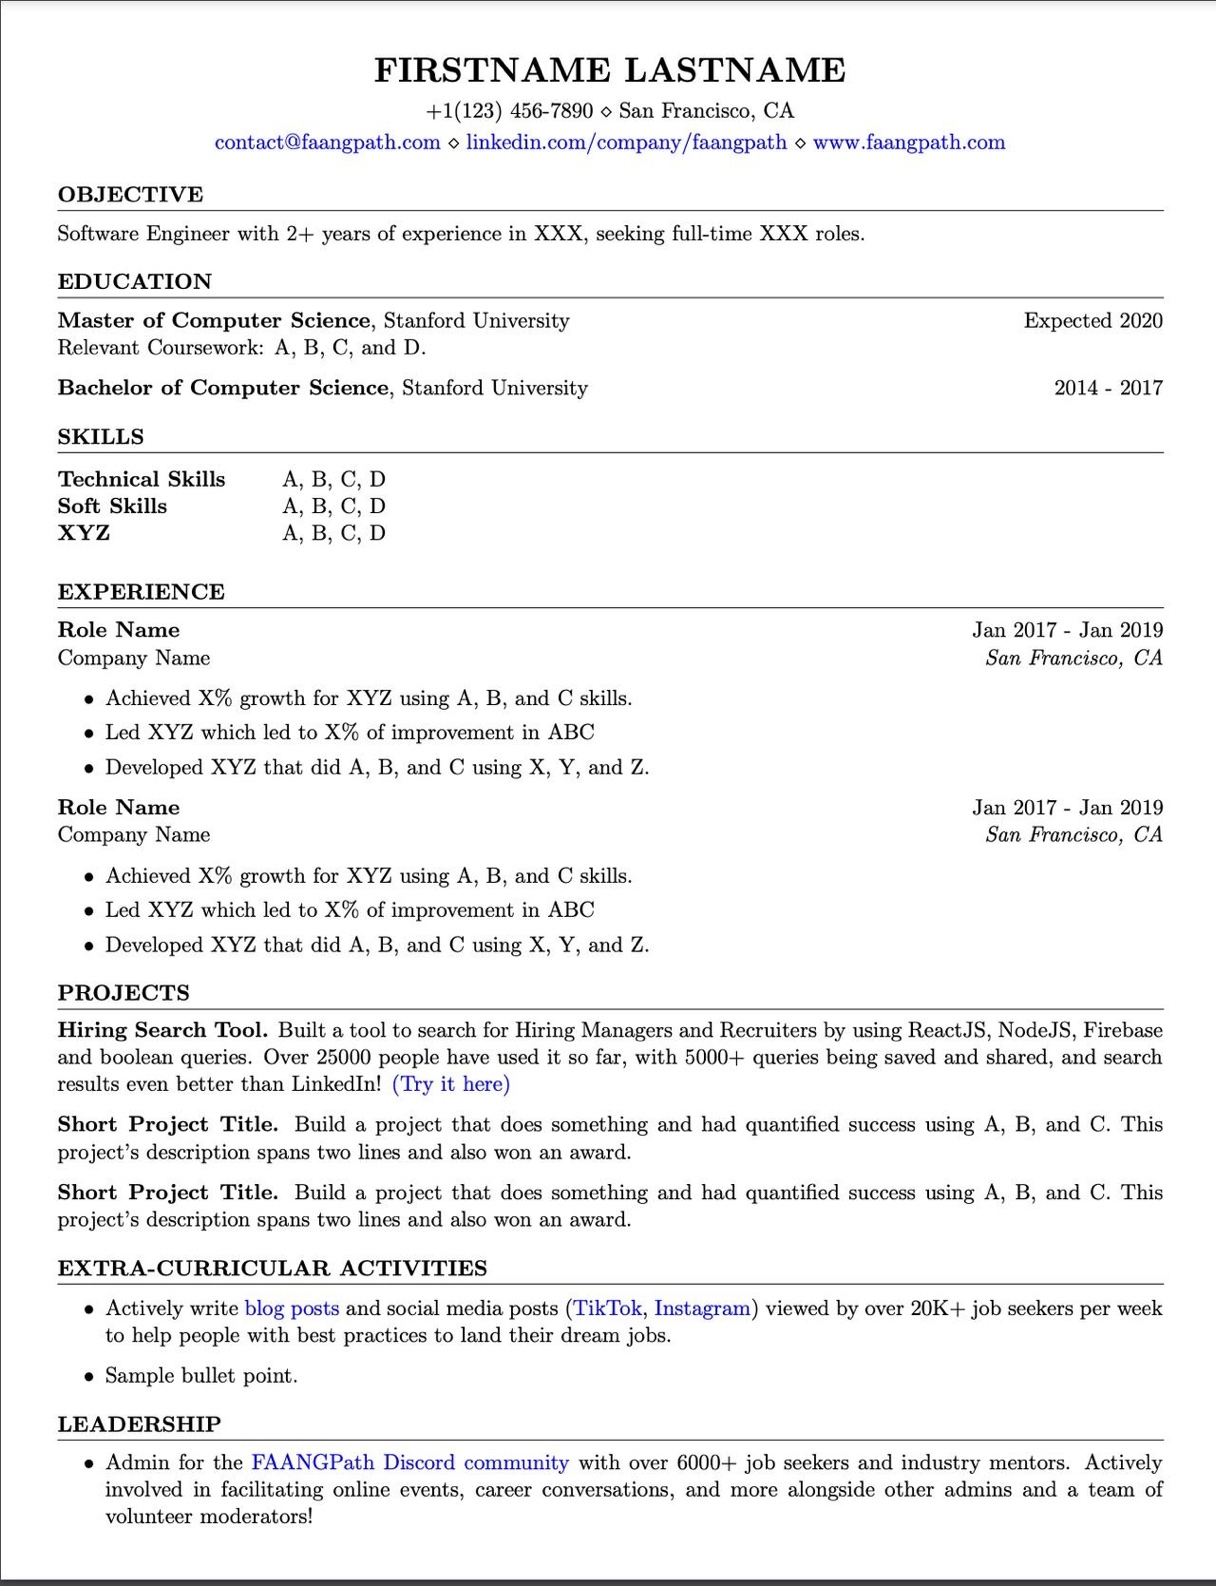 FIRSTNAME LASTNAME
+1(123) 456-7890 ⋄ San Francisco, CA
contact@faangpath.com ⋄ linkedin.com/company/faangpath ⋄ www.faangpath.com
OBJECTIVE
Software Engineer with 2+ years of experience in XXX, seeking full-time XXX roles.
EDUCATION
Master of Computer Science, Stanford University Expected 2020
Relevant Coursework: A, B, C, and D.
Bachelor of Computer Science, Stanford University 2014 - 2017
SKILLS
Technical Skills A, B, C, D
Soft Skills A, B, C, D
XYZ A, B, C, D
EXPERIENCE
Role Name Jan 2017 - Jan 2019
Company Name San Francisco, CA
• Achieved X% growth for XYZ using A, B, and C skills.
• Led XYZ which led to X% of improvement in ABC
• Developed XYZ that did A, B, and C using X, Y, and Z.
Role Name Jan 2017 - Jan 2019
Company Name San Francisco, CA
• Achieved X% growth for XYZ using A, B, and C skills.
• Led XYZ which led to X% of improvement in ABC
• Developed XYZ that did A, B, and C using X, Y, and Z.
PROJECTS
Hiring Search Tool. Built a tool to search for Hiring Managers and Recruiters by using ReactJS, NodeJS, Firebase
and boolean queries. Over 25000 people have used it so far, with 5000+ queries being saved and shared, and search
results even better than LinkedIn! (Try it here)
Short Project Title. Build a project that does something and had quantified success using A, B, and C. This
project's description spans two lines and also won an award.
Short Project Title. Build a project that does something and had quantified success using A, B, and C. This
project's description spans two lines and also won an award.
EXTRA-CURRICULAR ACTIVITIES
• Actively write blog posts and social media posts (TikTok, Instagram) viewed by over 20K+ job seekers per week
to help people with best practices to land their dream jobs.
• Sample bullet point.
LEADERSHIP
• Admin for the FAANGPath Discord community with over 6000+ job seekers and industry mentors. Actively
involved in facilitating online events, career conversations, and more alongside other admins and a team of
volunteer moderators!